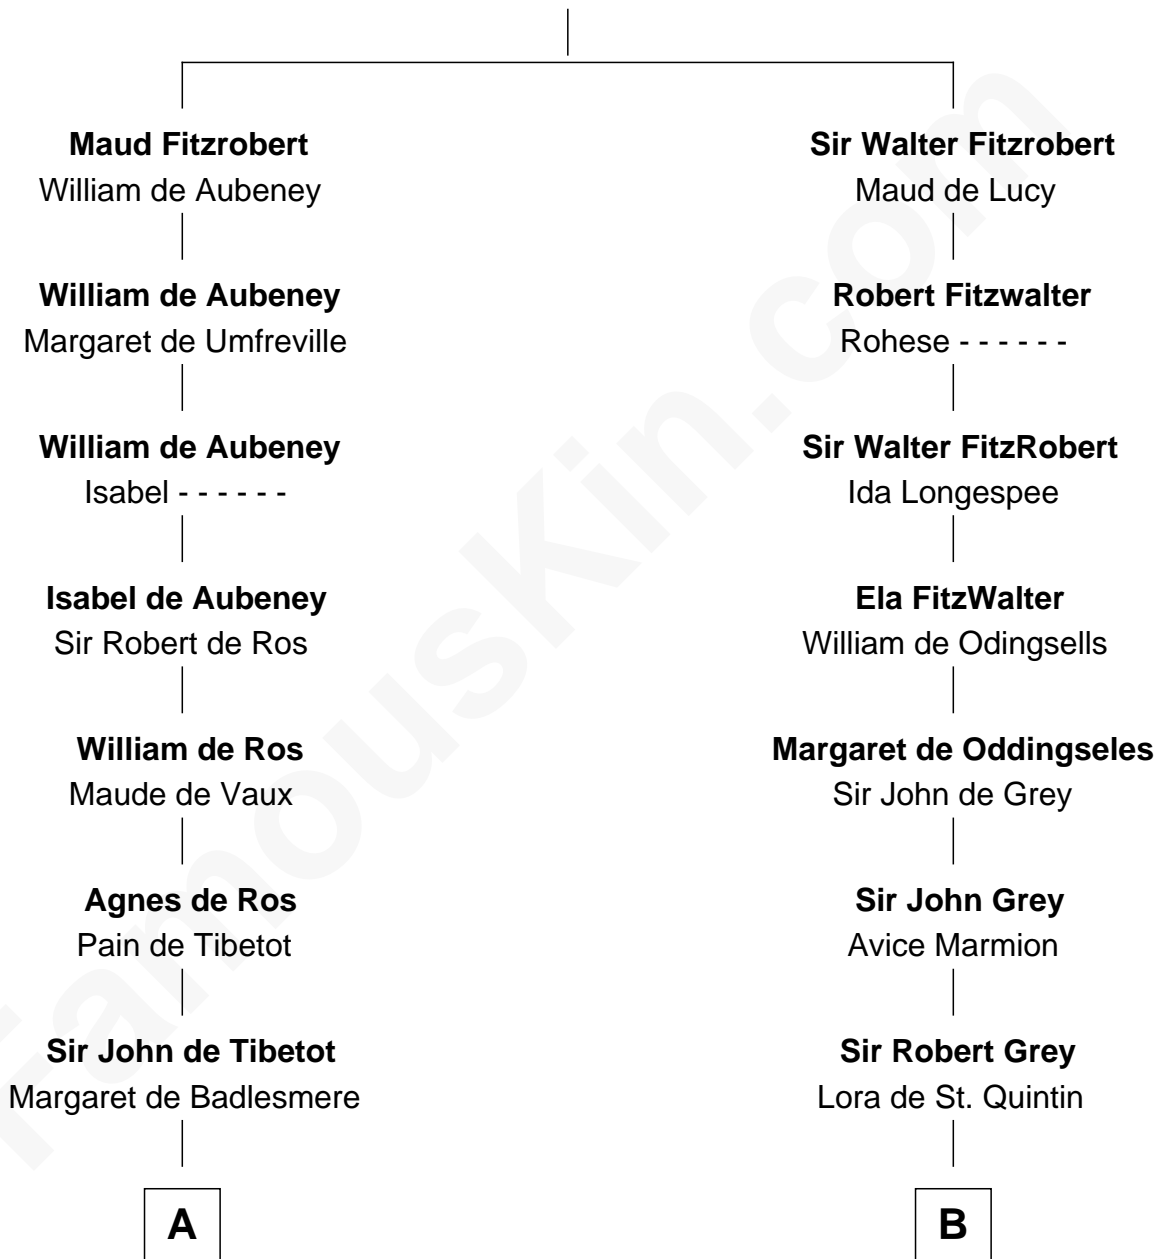 Maud Fitzrobert
William de Aubeney
William de Aubeney
Margaret de Umfreville
William de Aubeney
Isabel - - - - - -
Isabel de Aubeney
Sir Robert de Ros
William de Ros
Maude de Vaux
Agnes de Ros
Pain de Tibetot
Sir John de Tibetot
Margaret de Badlesmere
A
Sir Walter Fitzrobert
Maud de Lucy
Robert Fitzwalter
Rohese - - - - - -
Sir Walter FitzRobert
Ida Longespee
Ela FitzWalter
William de Odingsells
Margaret de Oddingseles
Sir John de Grey
Sir John Grey
Avice Marmion
Sir Robert Grey
Lora de St. Quintin
B
FamousKin.com